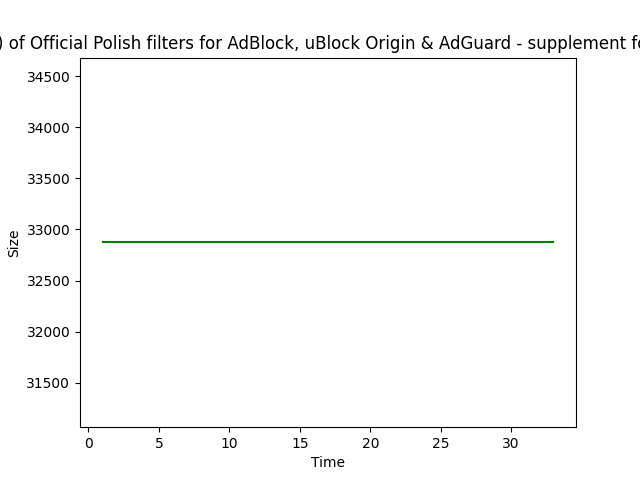 ) of Official Polish filters for AdBlock, uBlock Origin & AdGuard - supplement fo
34500
34000
33500
33000
32500
32000
31500
Size
0 5 10 15 20 25 30
Time